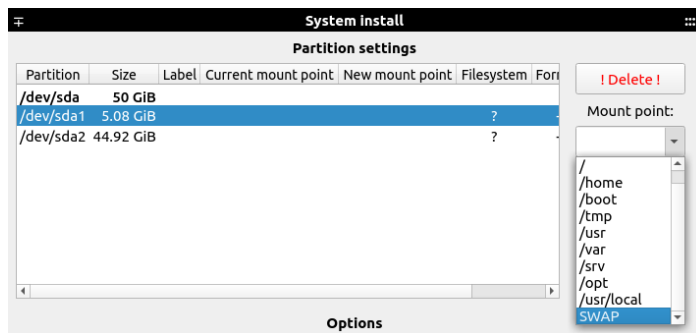 System install
Partition settings
Partition Size Label Current mount point New mount point Filesystem
/dev/sda 50 GiB
/dev/sda1 5.08 GiB ?
/dev/sda2 44.92 GiB ?
! Delete !
Mount point:
/
/home
/boot
/tmp
/usr
/var
/srv
/opt
/usr/local
SWAP
Options